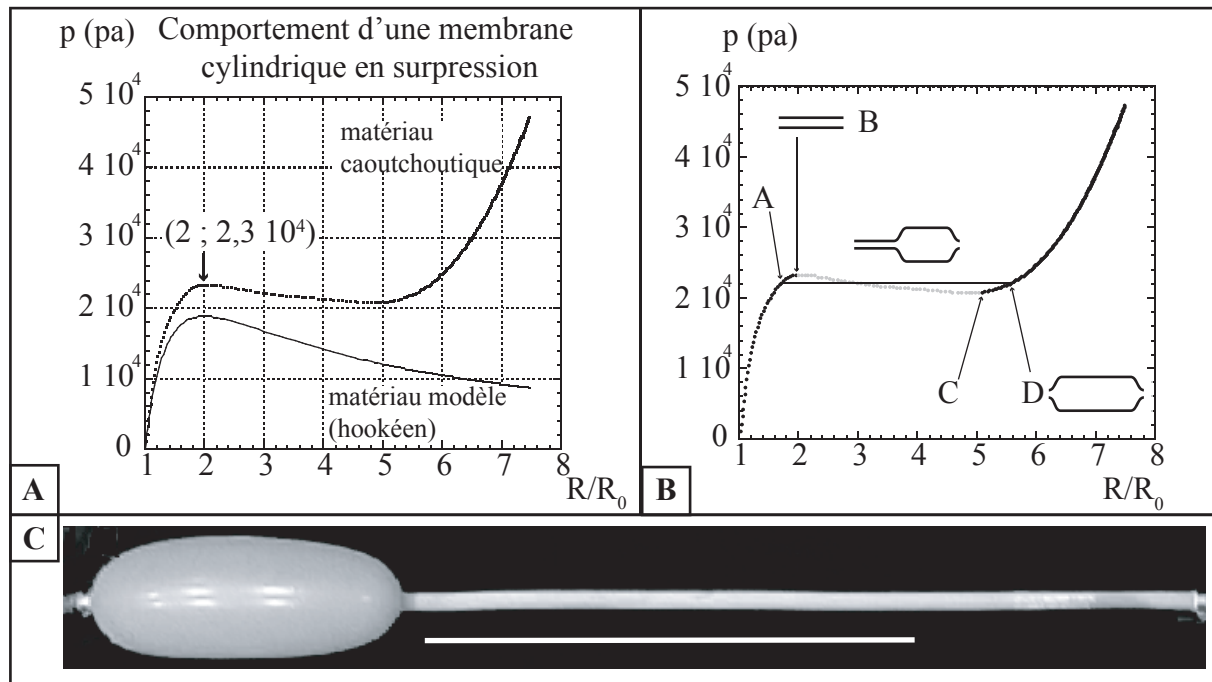 p (pa)
Comportement d’une membrane
cylindrique en surpression
5 10⁴
4 10⁴
3 10⁴
2 10⁴
1 10⁴
0
matériau
caoutchoutique
(2 ; 2,3 10⁴)
matériau modèle
(hookéen)
1 2 3 4 5 6 7 8
R/R₀
A
p (pa)
5 10⁴
4 10⁴
3 10⁴
2 10⁴
1 10⁴
0
B
A
C
D
1 2 3 4 5 6 7 8
R/R₀
B
C